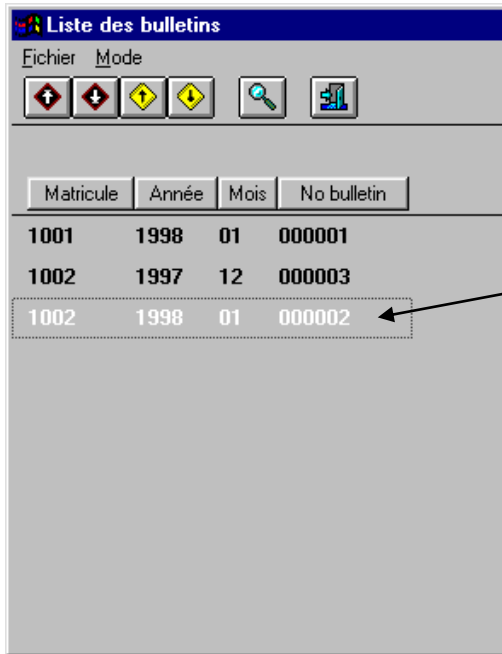 Liste des bulletins
Fichier Mode
Matricule Année Mois No bulletin
1001 1998 01 000001
1002 1997 12 000003
1002 1998 01 000002